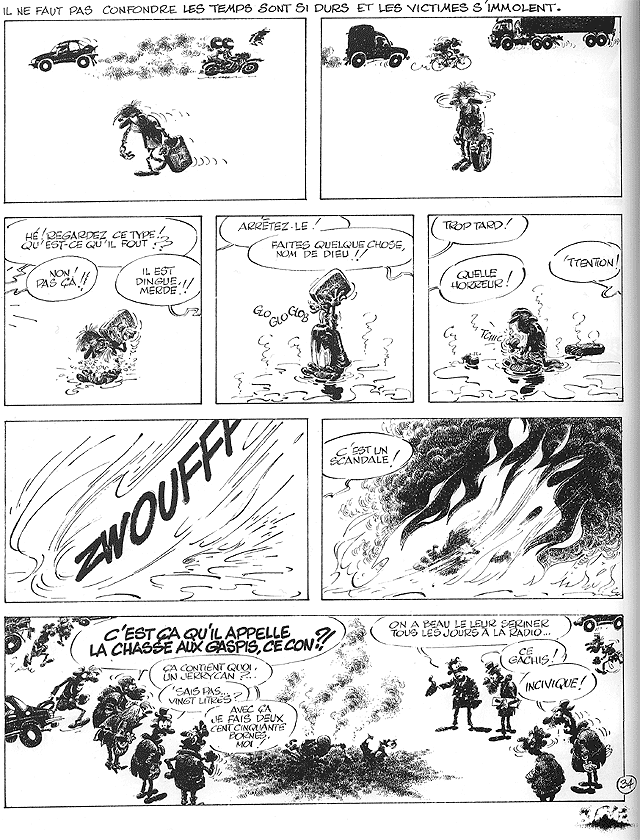 IL NE FAUT PAS CONFONDRE LES TEMPS SONT SI DURS ET LES VICTIMES S'IMMOLENT.
HÉ! REGARDEZ CE TYPE!
QU'EST-CE QU'IL FOUT!?
NON!
PAS ÇA!!
IL EST
DINGUE,
MERDE!!
ARRÊTEZ-LE!
FAITES QUELQUE CHOSE,
NOM DE DIEU!!
GLO GLOGLOB
TROP TARD!
QUELLE
HORREUR!
'TTENTION!
TCHIC
ZWOUFFF
C'EST UN
SCANDALE!
C'EST ÇA QU'IL APPELLE
LA CHASSE AUX GASPIS, CE CON?!
ÇA CONTIENT QUOI,
UN JERRYCAN?..
'SAIS PAS...
VINGT LITRES?
AVEC ÇA
JE FAIS DEUX
CENT CINQUANTE
BORNES,
MOI!
ON A BEAU LE LEUR SERINER
TOUS LES JOURS À LA RADIO...
CE
GÂCHIS!
INCIVIQUE!
34